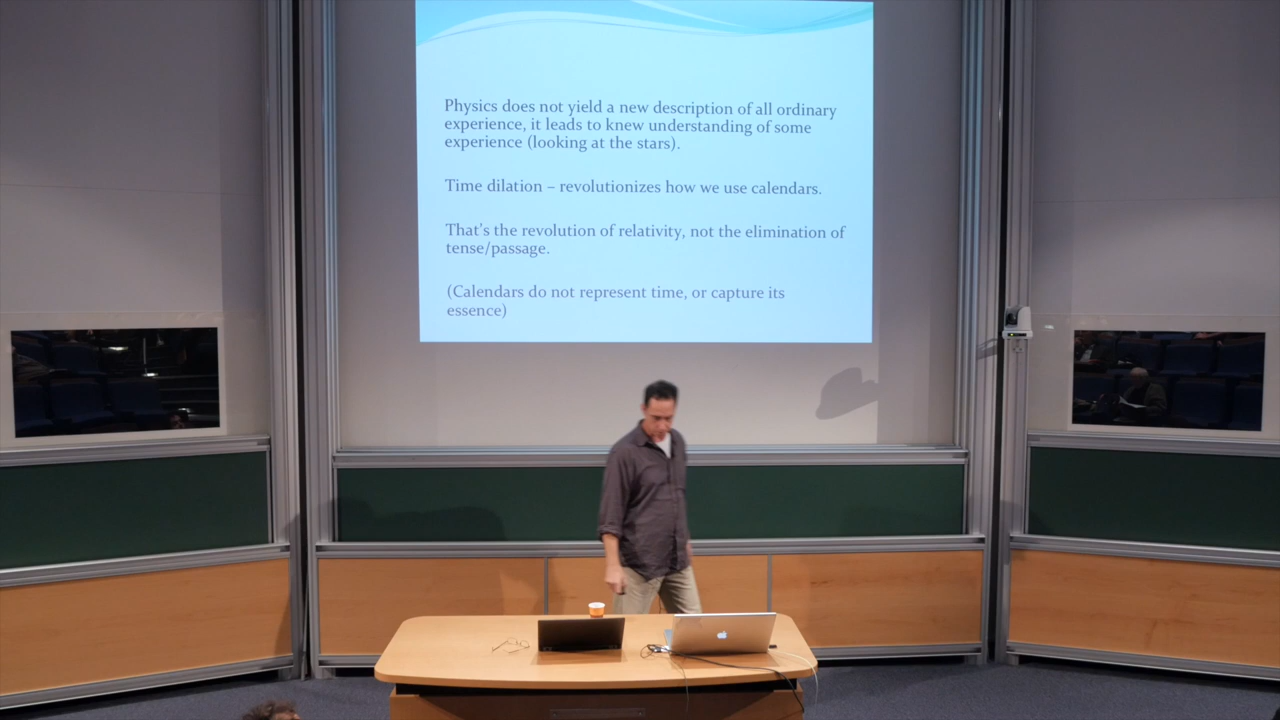 Physics does not yield a new description of all ordinary
experience, it leads to knew understanding of some
experience (looking at the stars).
Time dilation – revolutionizes how we use calendars.
That's the revolution of relativity, not the elimination of
tense/passage.
(Calendars do not represent time, or capture its
essence)